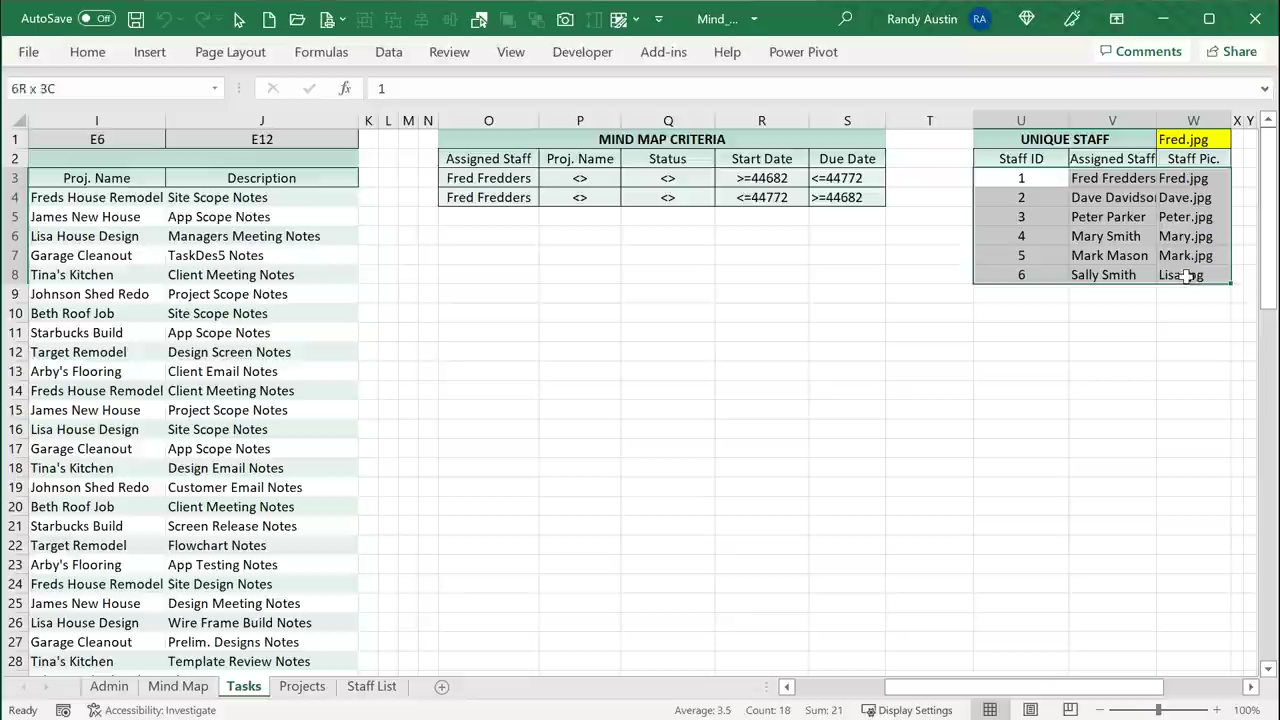 AutoSave Off Mind_... Randy Austin RA
File Home Insert Page Layout Formulas Data Review View Developer Add-ins Help Power Pivot Comments Share
6R x 3C fx 1
I J K L M N O P Q R S T U V W X Y
1 E6 E12 MIND MAP CRITERIA UNIQUE STAFF Fred.jpg
2 Assigned Staff Proj. Name Status Start Date Due Date Staff ID Assigned Staff Staff Pic.
3 Proj. Name Description Fred Fredders <> <> >=44682 <=44772 1 Fred Fredders Fred.jpg
4 Freds House Remodel Site Scope Notes Fred Fredders <> <> <=44772 >=44682 2 Dave Davidso Dave.jpg
5 James New House App Scope Notes 3 Peter Parker Peter.jpg
6 Lisa House Design Managers Meeting Notes 4 Mary Smith Mary.jpg
7 Garage Cleanout TaskDes5 Notes 5 Mark Mason Mark.jpg
8 Tina's Kitchen Client Meeting Notes 6 Sally Smith Lisa.jpg
9 Johnson Shed Redo Project Scope Notes
10 Beth Roof Job Site Scope Notes
11 Starbucks Build App Scope Notes
12 Target Remodel Design Screen Notes
13 Arby's Flooring Client Email Notes
14 Freds House Remodel Client Meeting Notes
15 James New House Project Scope Notes
16 Lisa House Design Site Scope Notes
17 Garage Cleanout App Scope Notes
18 Tina's Kitchen Design Email Notes
19 Johnson Shed Redo Customer Email Notes
20 Beth Roof Job Client Meeting Notes
21 Starbucks Build Screen Release Notes
22 Target Remodel Flowchart Notes
23 Arby's Flooring App Testing Notes
24 Freds House Remodel Site Design Notes
25 James New House Design Meeting Notes
26 Lisa House Design Wire Frame Build Notes
27 Garage Cleanout Prelim. Designs Notes
28 Tina's Kitchen Template Review Notes
Admin Mind Map Tasks Projects Staff List
Ready Accessibility: Investigate Average: 3.5 Count: 18 Sum: 21 Display Settings 100%